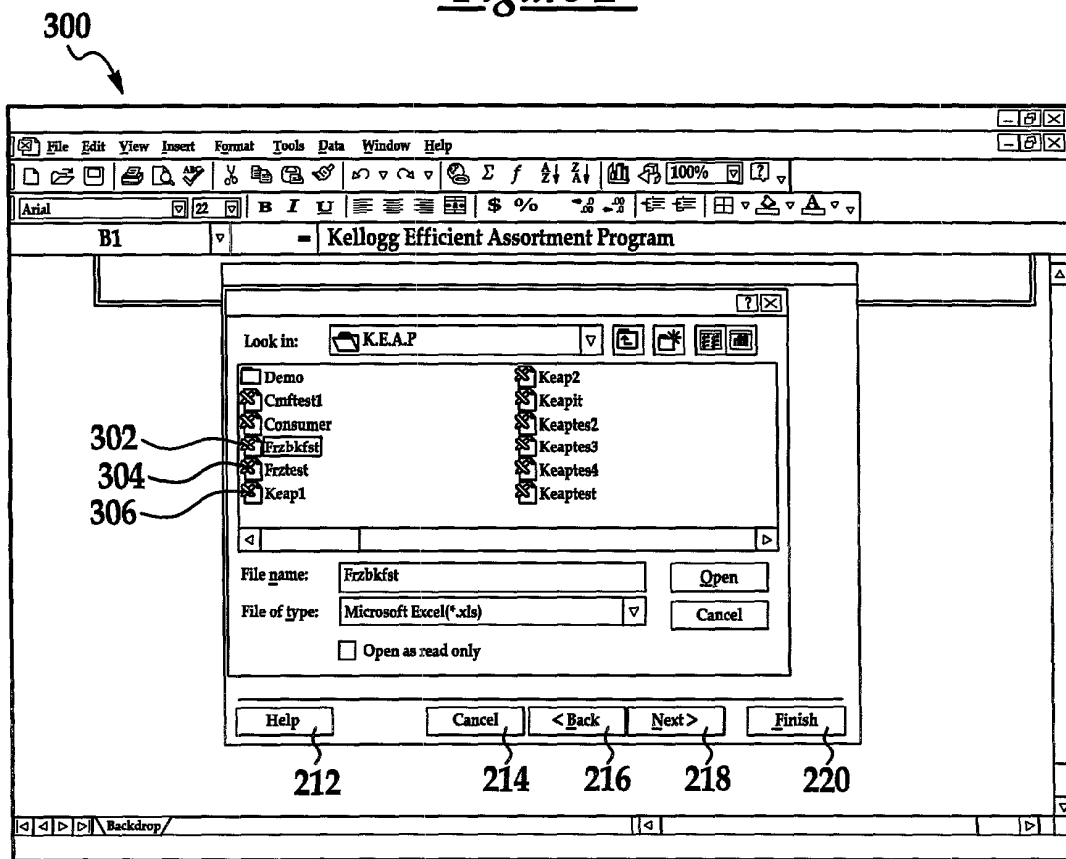 300
File Edit View Insert Format Tools Data Window Help
100%
Arial 22 B I U $ %
B1 = Kellogg Efficient Assortment Program
Look in: K.E.A.P
Demo Keap2
Cmftest1 Keapit
Consumer Keaptes2
302 Frzbkfst Keaptes3
304 Frztest Keaptes4
306 Keap1 Keaptest
File name: Frzbkfst Open
File of type: Microsoft Excel(*.xls) Cancel
Open as read only
Help Cancel < Back Next > Finish
212 214 216 218 220
Backdrop